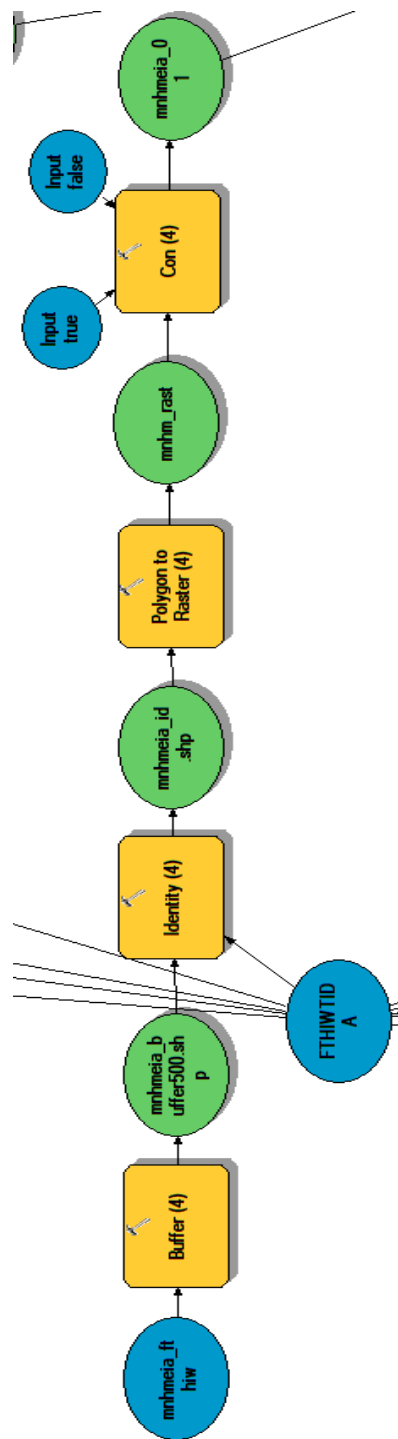 mnhmeia_ft
hiw
Buffer (4)
mnhmeia_b
uffer500.sh
p
FTHIWTID
A
Identity (4)
mnhmeia_id
.shp
Polygon to
Raster (4)
mnhm_rast
Input
true
Input
false
Con (4)
mnhmeia_0
1